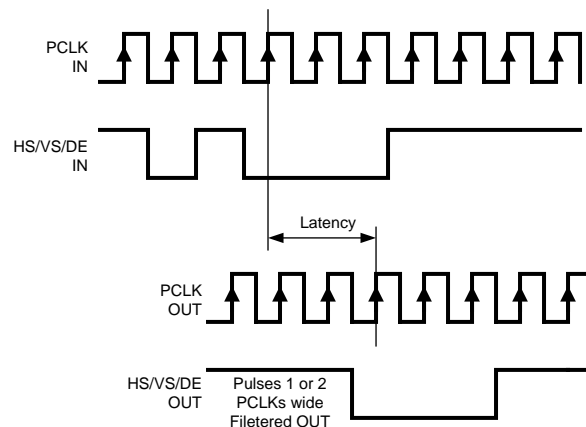 PCLK
IN
HS/VS/DE
IN
Latency
PCLK
OUT
HS/VS/DE
OUT
Pulses 1 or 2
PCLKs wide
Filetered OUT